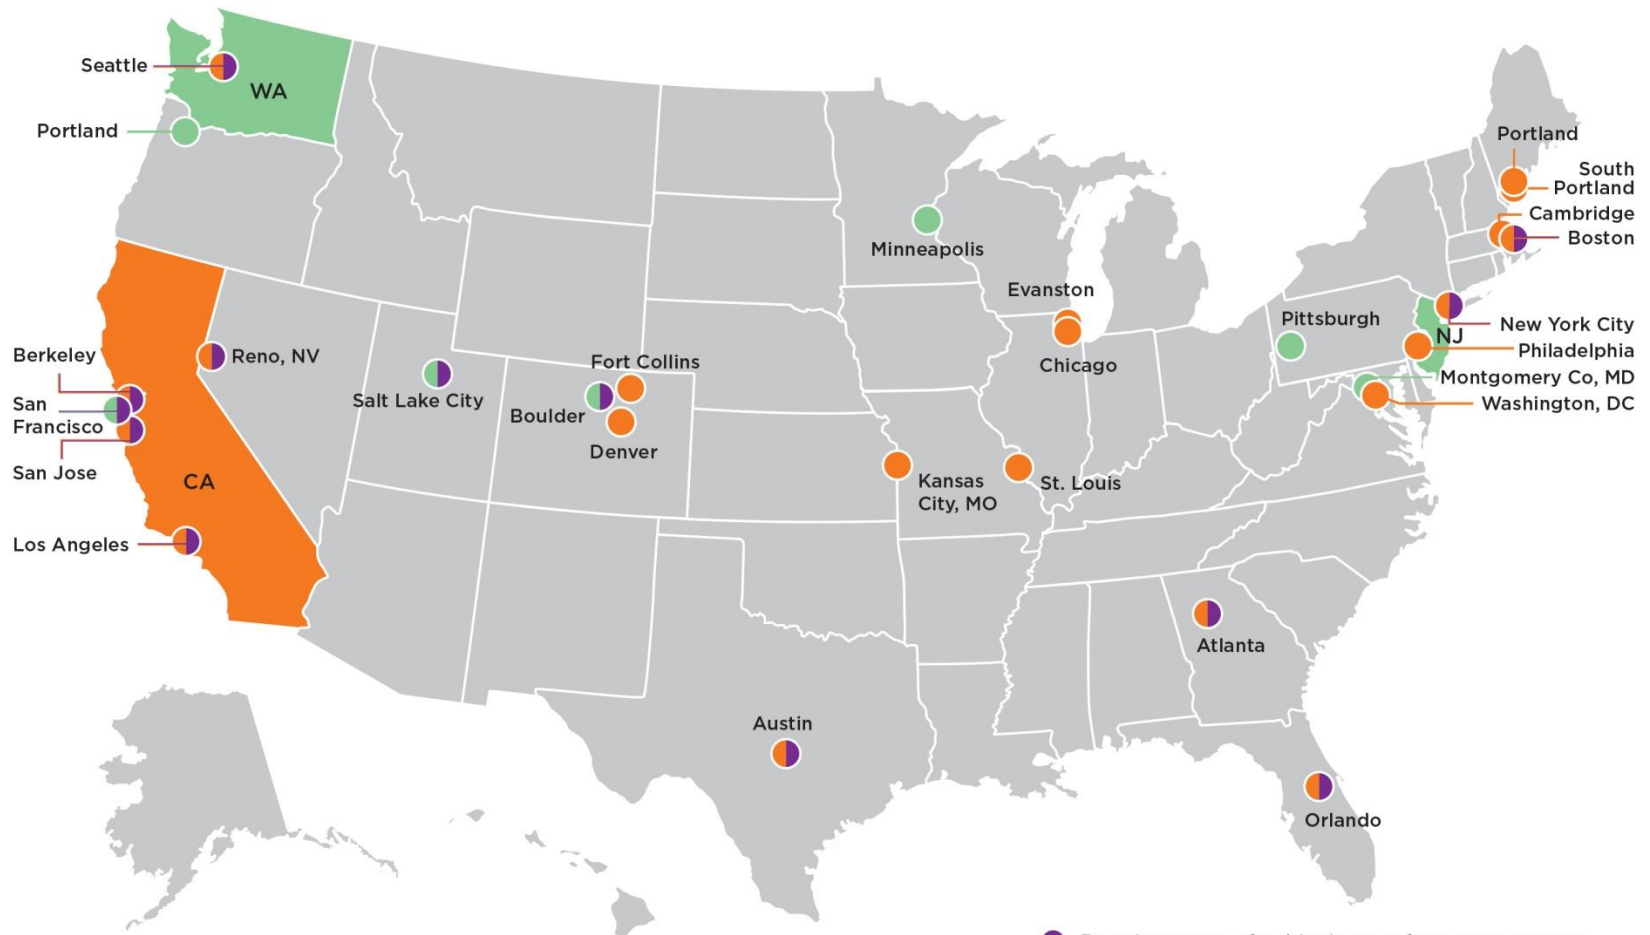 Seattle
WA
Portland
Portland
South
Portland
Cambridge
Boston
Minneapolis
Evanston
Chicago
Pittsburgh
NJ
New York City
Philadelphia
Montgomery Co, MD
Washington, DC
Berkeley
San
Francisco
San Jose
Reno, NV
Salt Lake City
Fort Collins
Boulder
Denver
CA
Kansas
City, MO
St. Louis
Los Angeles
Atlanta
Austin
Orlando